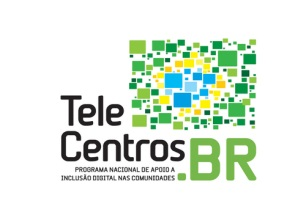 Tele
Centros.BR
PROGRAMA NACIONAL DE APOIO A
INCLUSÃO DIGITAL NAS COMUNIDADES